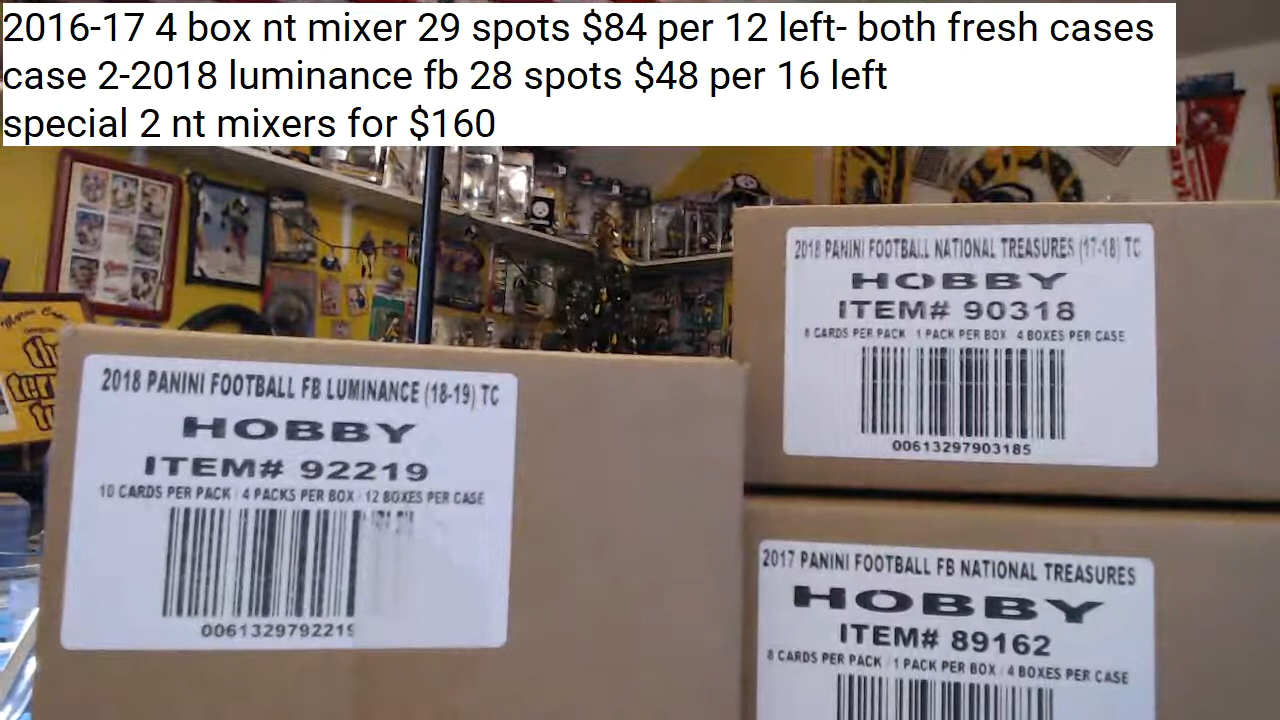 2016-17 4 box nt mixer 29 spots $84 per 12 left- both fresh cases
case 2-2018 luminance fb 28 spots $48 per 16 left
special 2 nt mixers for $160
2018 PANINI FOOTBALL NATIONAL TREASURES (17-18) TC
HOBBY
ITEM# 90318
8 CARDS PER PACK 1 PACK PER BOX 4 BOXES PER CASE
00613297903185
2018 PANINI FOOTBALL FB LUMINANCE (18-19) TC
HOBBY
ITEM# 92219
10 CARDS PER PACK / 4 PACKS PER BOX / 12 BOXES PER CASE
0061329792219
2017 PANINI FOOTBALL FB NATIONAL TREASURES
HOBBY
ITEM# 89162
8 CARDS PER PACK / 1 PACK PER BOX / 4 BOXES PER CASE